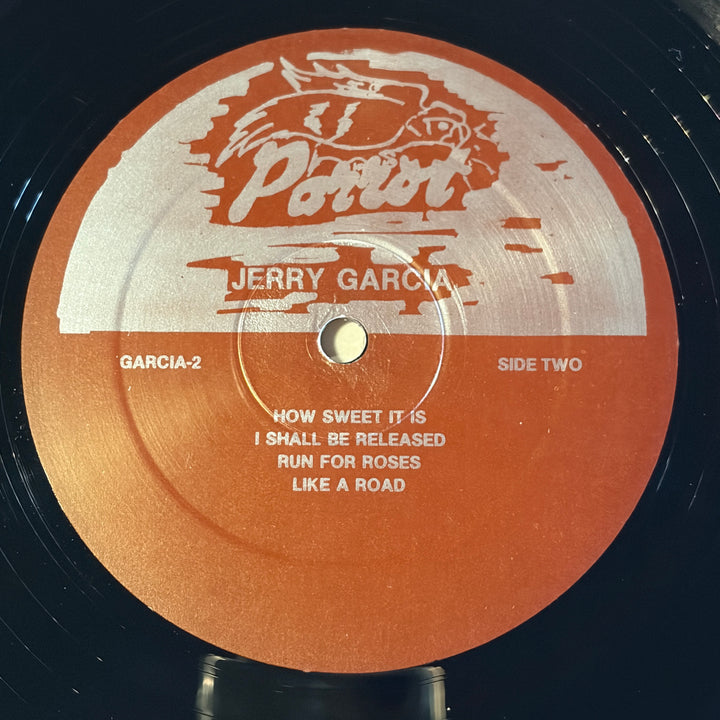 Parrot
JERRY GARCIA
GARCIA-2
SIDE TWO
HOW SWEET IT IS
I SHALL BE RELEASED
RUN FOR ROSES
LIKE A ROAD